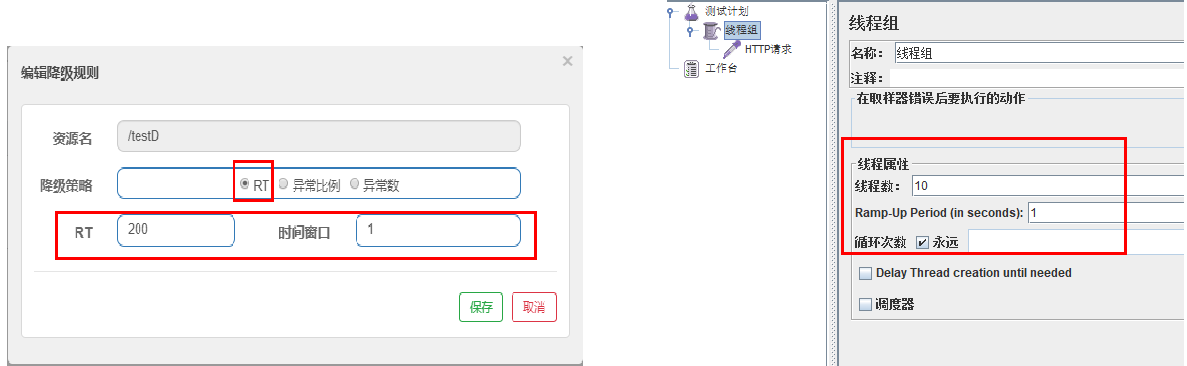 编辑降级规则
×
资源名
/testD
降级策略
RT 异常比例 异常数
RT 200 时间窗口 1
保存 取消
测试计划
线程组
HTTP请求
工作台
线程组
名称： 线程组
注释：
在取样器错误后要执行的动作
线程属性
线程数： 10
Ramp-Up Period (in seconds): 1
循环次数 永远
Delay Thread creation until needed
调度器